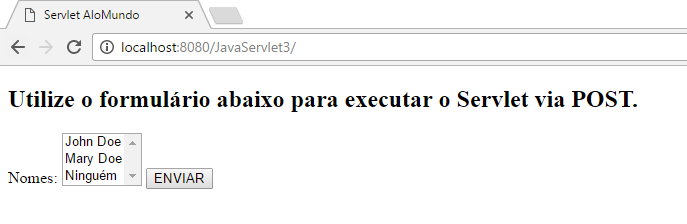 Servlet AloMundo
localhost:8080/JavaServlet3/
Utilize o formulário abaixo para executar o Servlet via POST.
John Doe
Mary Doe
Nomes: Ninguém ENVIAR